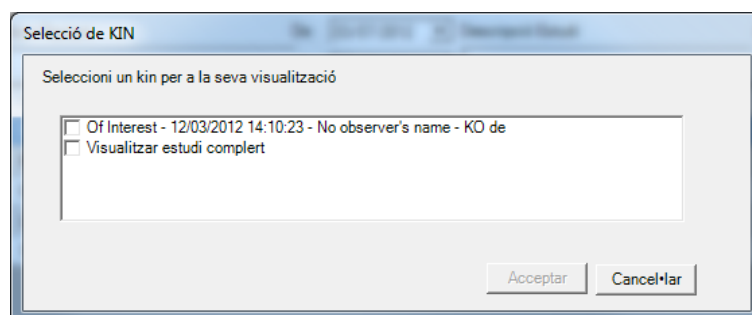 Selecció de KIN
Seleccioni un kin per a la seva visualització
Of Interest - 12/03/2012 14:10:23 - No observer's name - KO de
Visualitzar estudi complert
Acceptar Cancel•lar